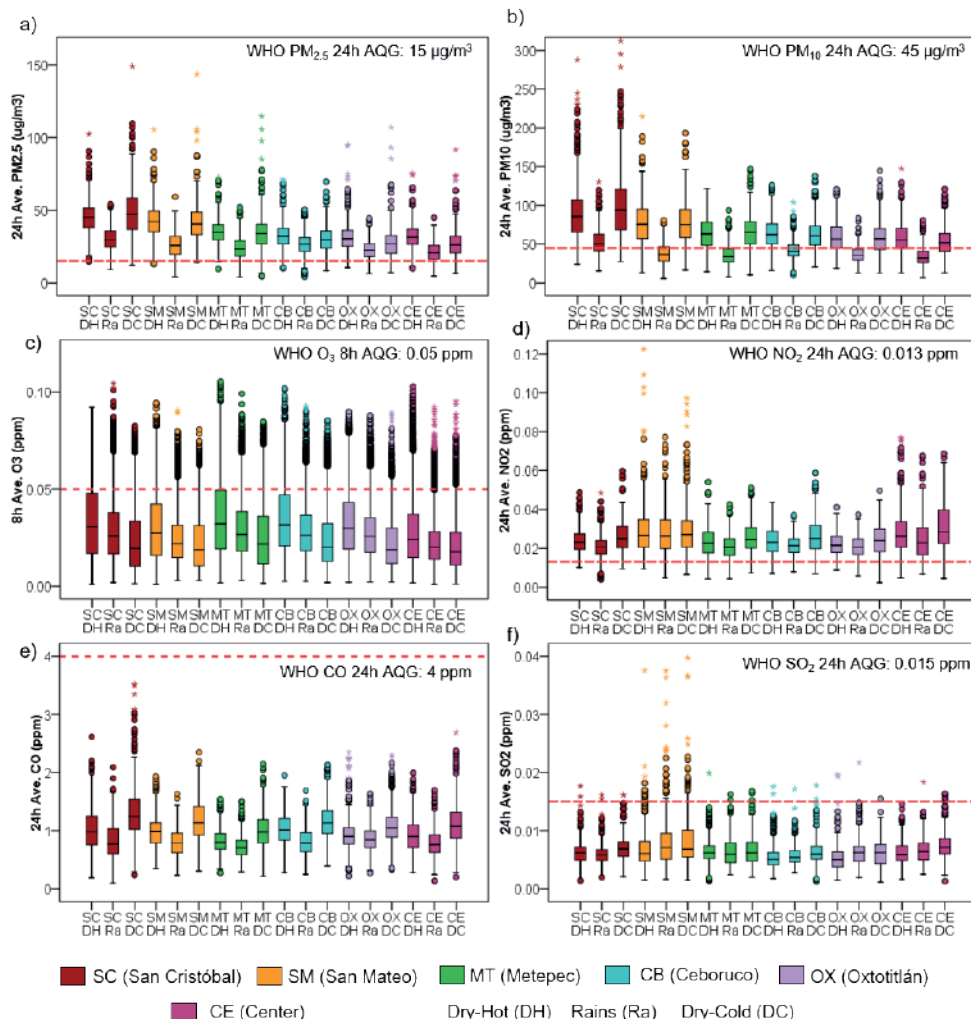 a)
WHO PM2.5 24h AQG: 15 µg/m3
24h Ave. PM2.5 (ug/m3)
150
100
50
0
SC SC SC SM SM SM MT MT MT CB CB CB OX OX OX CE CE CE
DH Ra DC DH Ra DC DH Ra DC DH Ra DC DH Ra DC DH Ra DC
b)
WHO PM10 24h AQG: 45 µg/m3
24h Ave. PM10 (ug/m3)
300
250
200
150
100
50
0
SC SC SC SM SM SM MT MT MT CB CB CB OX OX OX CE CE CE
DH Ra DC DH Ra DC DH Ra DC DH Ra DC DH Ra DC DH Ra DC
c)
WHO O3 8h AQG: 0.05 ppm
8h Ave. O3 (ppm)
0.10
0.05
0.00
SC SC SC SM SM SM MT MT MT CB CB CB OX OX OX CE CE CE
DH Ra DC DH Ra DC DH Ra DC DH Ra DC DH Ra DC DH Ra DC
d)
WHO NO2 24h AQG: 0.013 ppm
24h Ave. NO2 (ppm)
0.12
0.10
0.08
0.06
0.04
0.02
0.00
SC SC SC SM SM SM MT MT MT CB CB CB OX OX OX CE CE CE
DH Ra DC DH Ra DC DH Ra DC DH Ra DC DH Ra DC DH Ra DC
e)
WHO CO 24h AQG: 4 ppm
24h Ave. CO (ppm)
4
3
2
1
0
SC SC SC SM SM SM MT MT MT CB CB CB OX OX OX CE CE CE
DH Ra DC DH Ra DC DH Ra DC DH Ra DC DH Ra DC DH Ra DC
f)
WHO SO2 24h AQG: 0.015 ppm
24h Ave. SO2 (ppm)
0.04
0.03
0.02
0.01
0.00
SC SC SC SM SM SM MT MT MT CB CB CB OX OX OX CE CE CE
DH Ra DC DH Ra DC DH Ra DC DH Ra DC DH Ra DC DH Ra DC
SC (San Cristóbal) SM (San Mateo) MT (Metepec) CB (Ceboruco) OX (Oxtotitlán)
CE (Center) Dry-Hot (DH) Rains (Ra) Dry-Cold (DC)